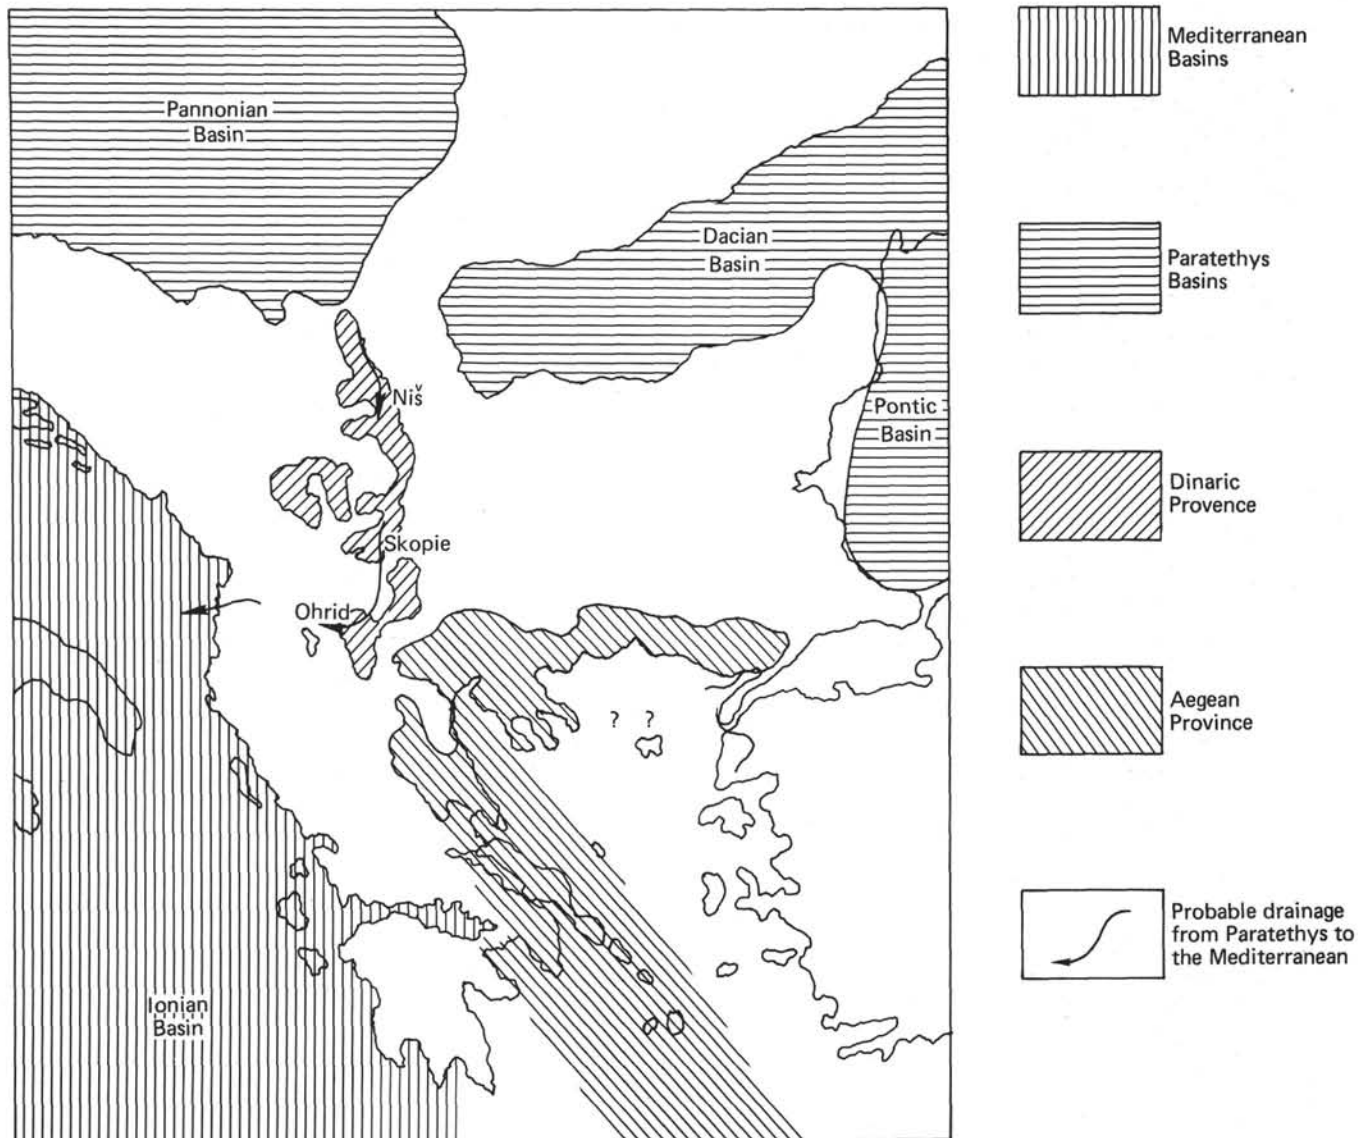 Pannonian
Basin
Dacian
Basin
Niš
Pontic
Basin
Skopie
Ohrid
? ?
Ionian
Basin
Mediterranean
Basins
Paratethys
Basins
Dinaric
Provence
Aegean
Province
Probable drainage
from Paratethys to
the Mediterranean